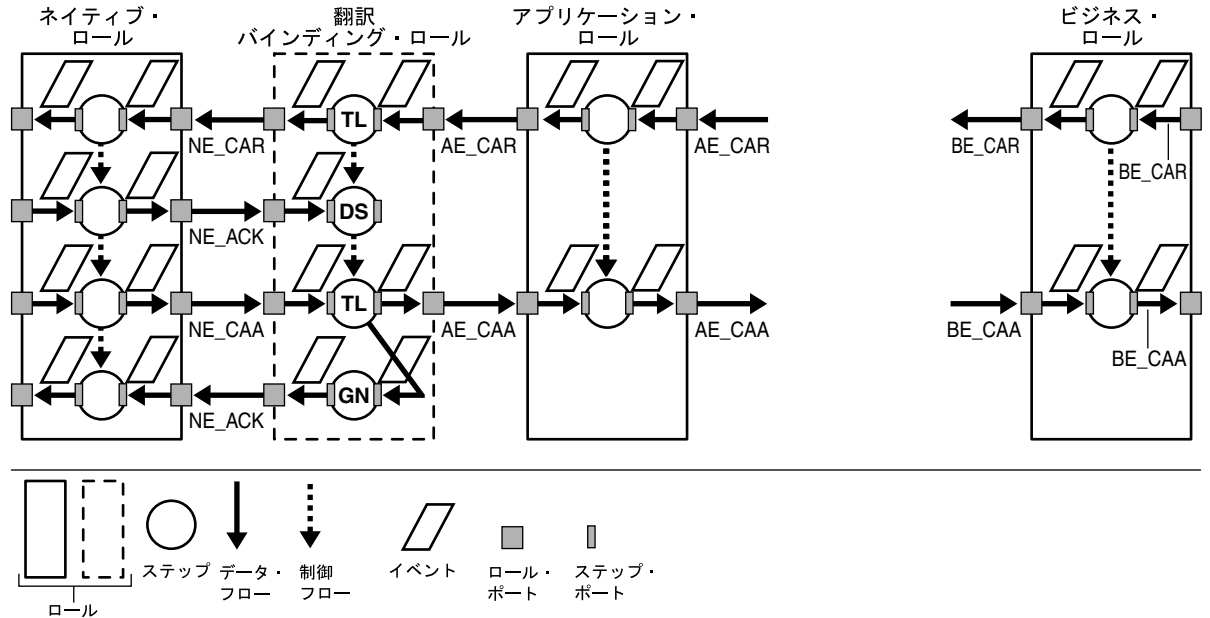 ネイティブ・
ロール
翻訳
バインディング・ロール
アプリケーション・
ロール
ビジネス・
ロール
TL
NE_CAR
AE_CAR
AE_CAR
BE_CAR
BE_CAR
DS
NE_ACK
TL
NE_CAA
AE_CAA
AE_CAA
BE_CAA
BE_CAA
GN
NE_ACK
ステップ
データ・
フロー
制御
フロー
イベント
ロール・
ポート
ステップ・
ポート
ロール